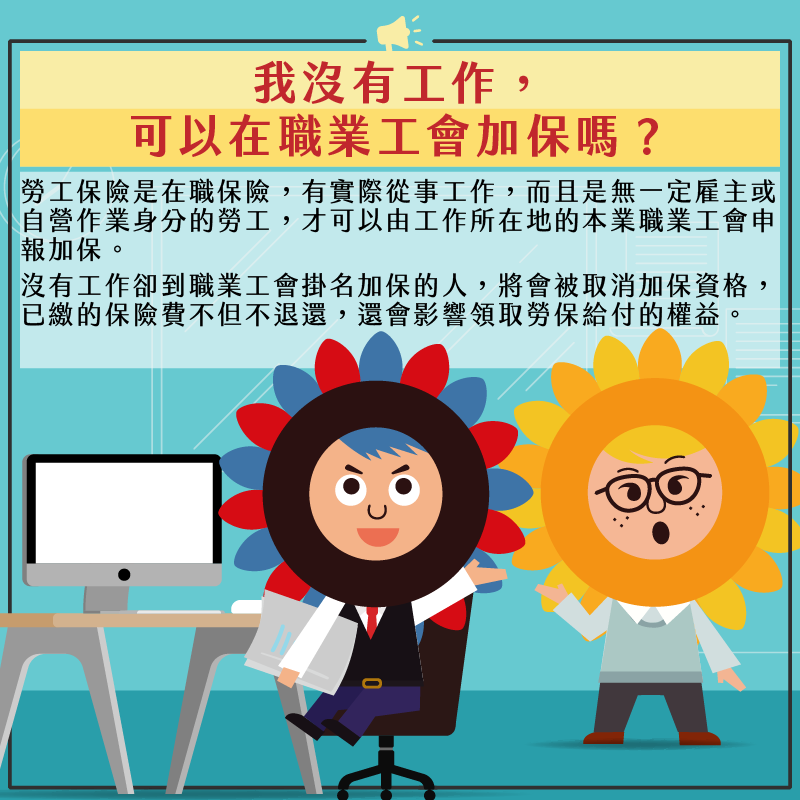 我沒有工作，
可以在職業工會加保嗎？
勞工保險是在職保險，有實際從事工作，而且是無一定雇主或
自營作業身分的勞工，才可以由工作所在地的本業職業工會申
報加保。
沒有工作卻到職業工會掛名加保的人，將會被取消加保資格，
已繳的保險費不但不退還，還會影響領取勞保給付的權益。